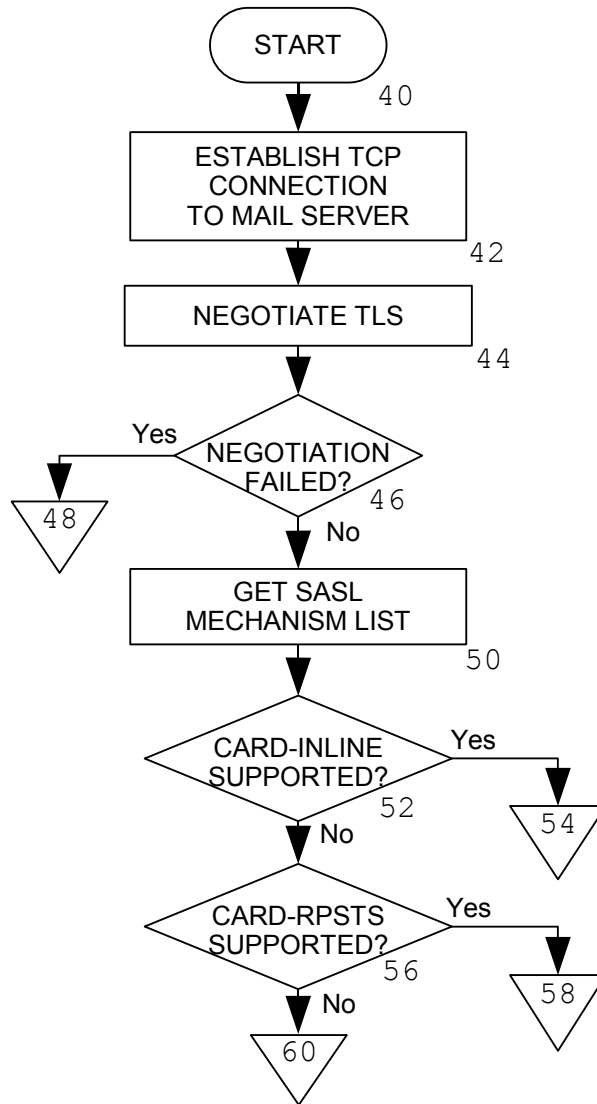 START
40
ESTABLISH TCP
CONNECTION
TO MAIL SERVER
42
NEGOTIATE TLS
44
Yes
NEGOTIATION
FAILED?
46
48
No
GET SASL
MECHANISM LIST
50
CARD-INLINE
SUPPORTED?
Yes
52
54
No
CARD-RPSTS
SUPPORTED?
Yes
56
58
No
60